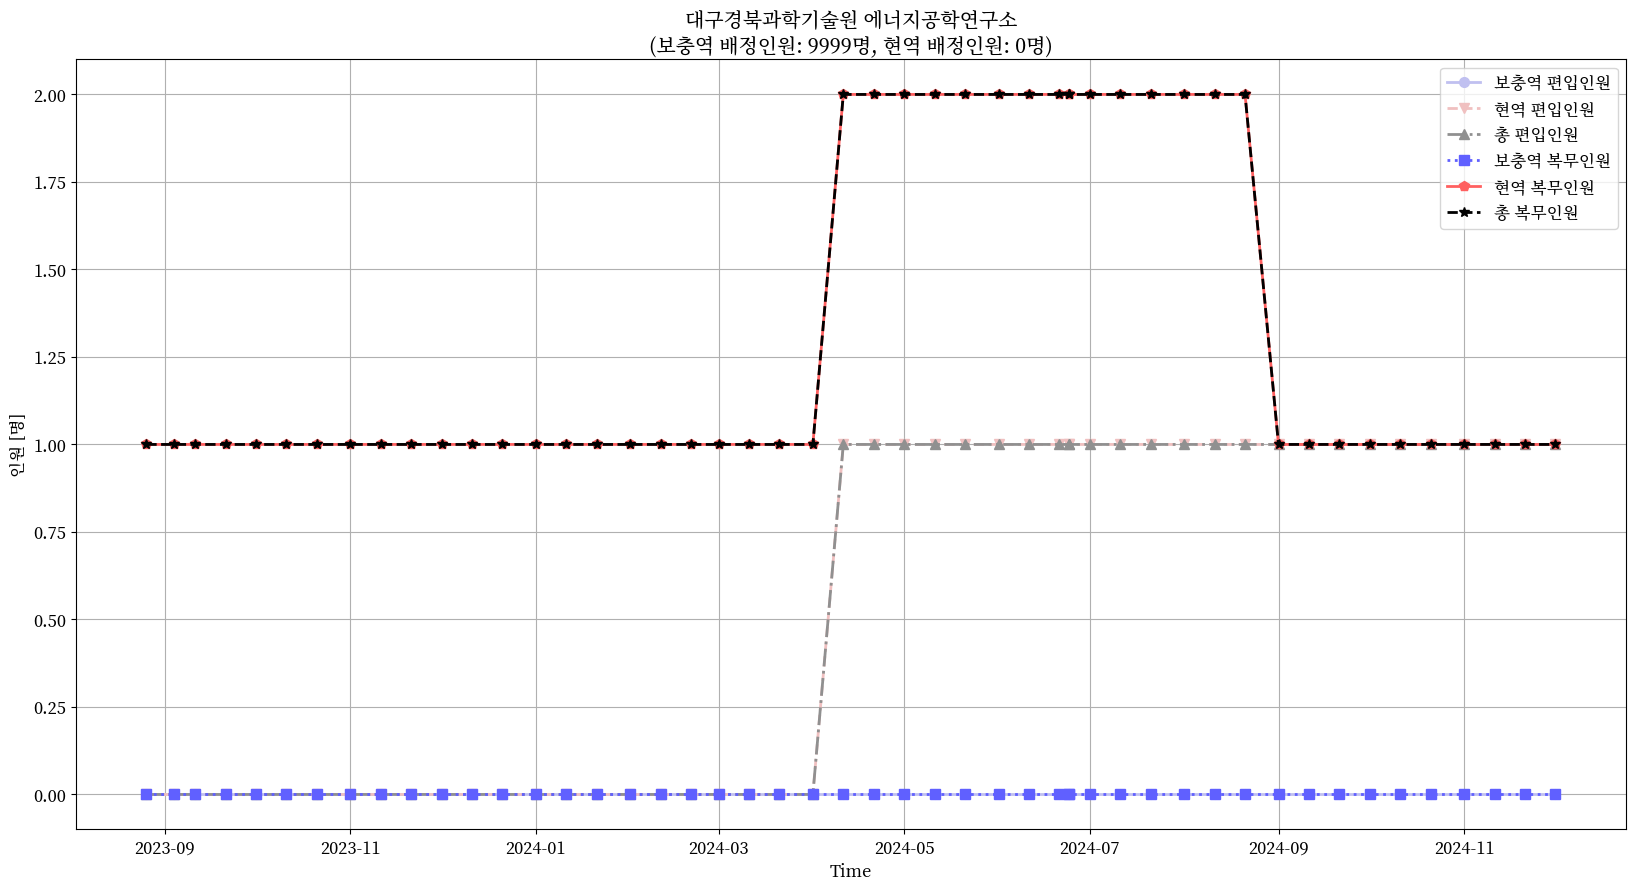 대구경북과학기술원 에너지공학연구소
(보충역 배정인원: 9999명, 현역 배정인원: 0명)
보충역 편입인원
현역 편입인원
총 편입인원
보충역 복무인원
현역 복무인원
총 복무인원
인원 [명]
2.00
1.75
1.50
1.25
1.00
0.75
0.50
0.25
0.00
2023-09 2023-11 2024-01 2024-03 2024-05 2024-07 2024-09 2024-11
Time